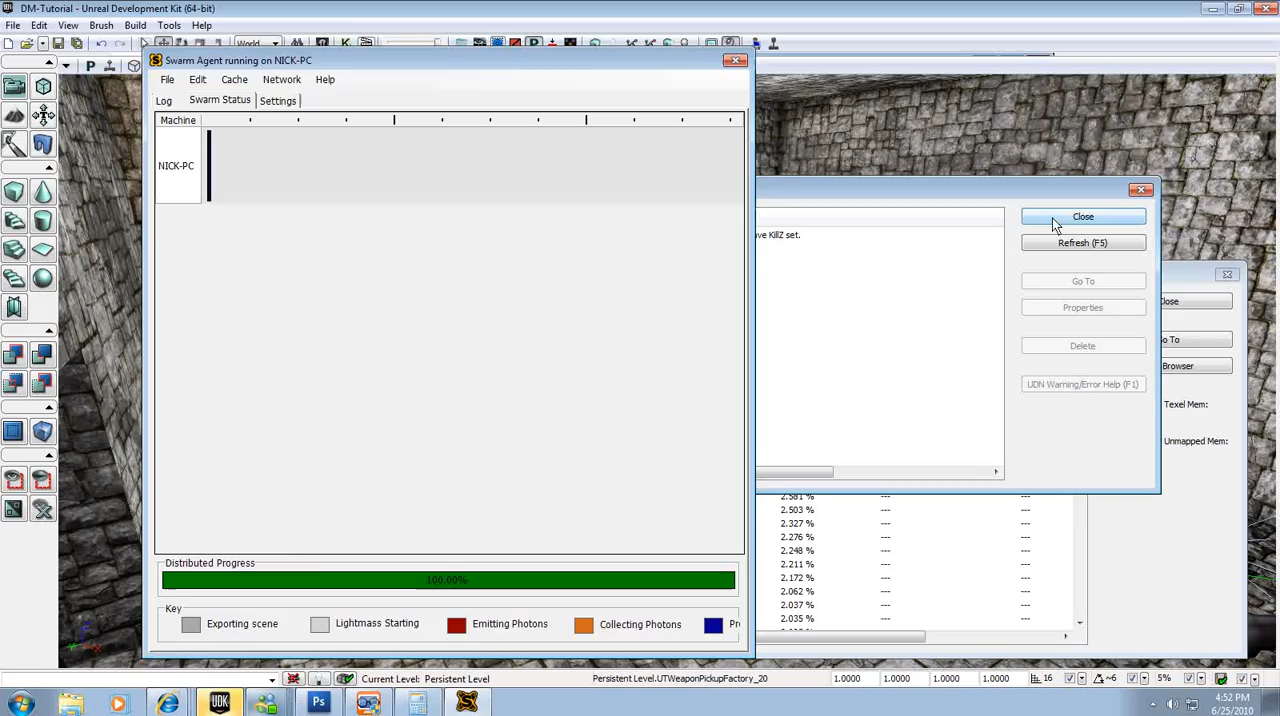 DM-Tutorial - Unreal Development Kit (64-bit)
File Edit View Brush Build Tools Help
World
Swarm Agent running on NICK-PC
File Edit Cache Network Help
Log Swarm Status Settings
Machine
NICK-PC
KillZ set.
Close
Refresh (F5)
Go To
Properties
Delete
UDN Warning/Error Help (F1)
Browser
Texel Mem:
Unmapped Mem:
2.581 % --- ---
2.503 % --- ---
2.327 % --- ---
2.276 % --- ---
2.248 % --- ---
2.211 % --- ---
2.172 % --- ---
2.062 % --- ---
2.037 % --- ---
2.035 % --- ---
Distributed Progress
100.00%
Key
Exporting scene Lightmass Starting Emitting Photons Collecting Photons
Current Level: Persistent Level Persistent Level.UTWeaponPickupFactory_20 1.0000 1.0000 1.0000 1.0000 16 6 5%
UDK Ps
4:52 PM
6/25/2010